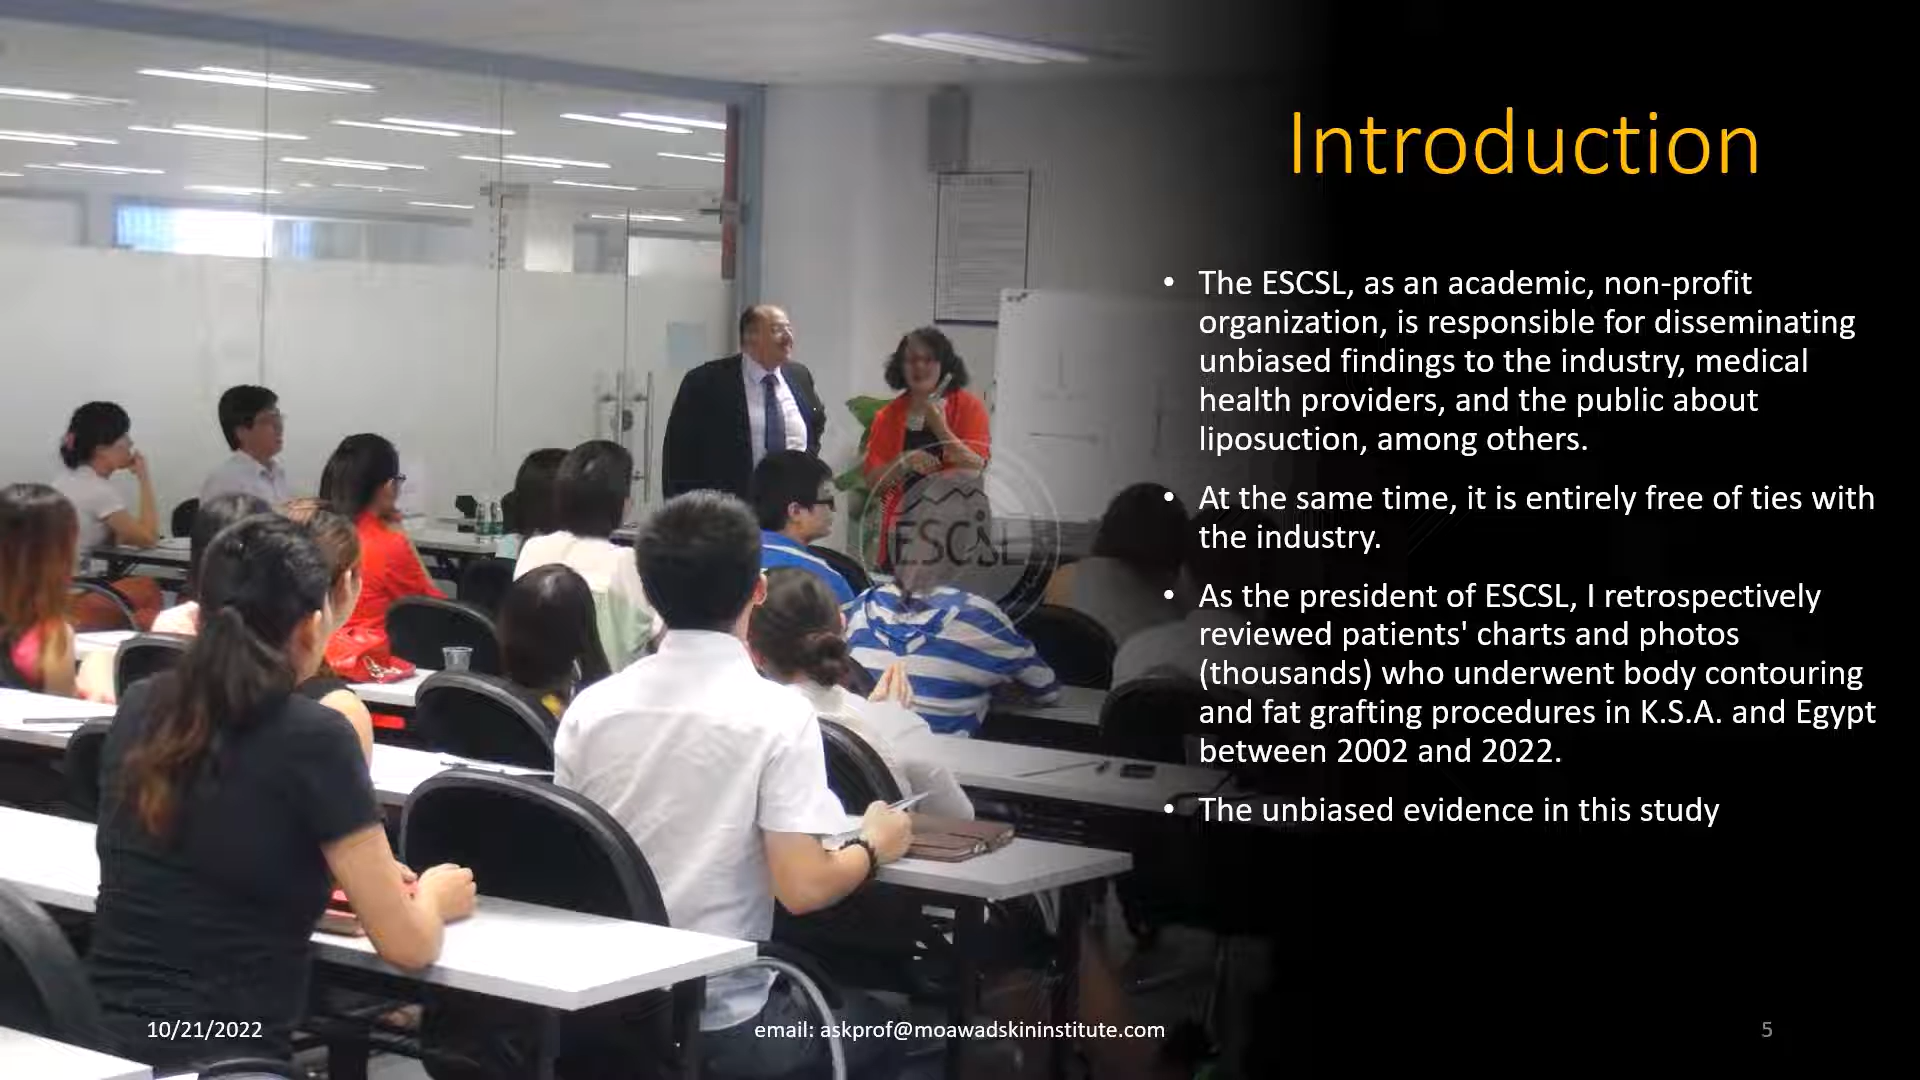 Introduction
• The ESCSL, as an academic, non-profit
organization, is responsible for disseminating
unbiased findings to the industry, medical
health providers, and the public about
liposuction, among others.
• At the same time, it is entirely free of ties with
the industry.
• As the president of ESCSL, I retrospectively
reviewed patients' charts and photos
(thousands) who underwent body contouring
and fat grafting procedures in K.S.A. and Egypt
between 2002 and 2022.
• The unbiased evidence in this study
ESCSL
10/21/2022
email: askprof@moawadskininstitute.com
5